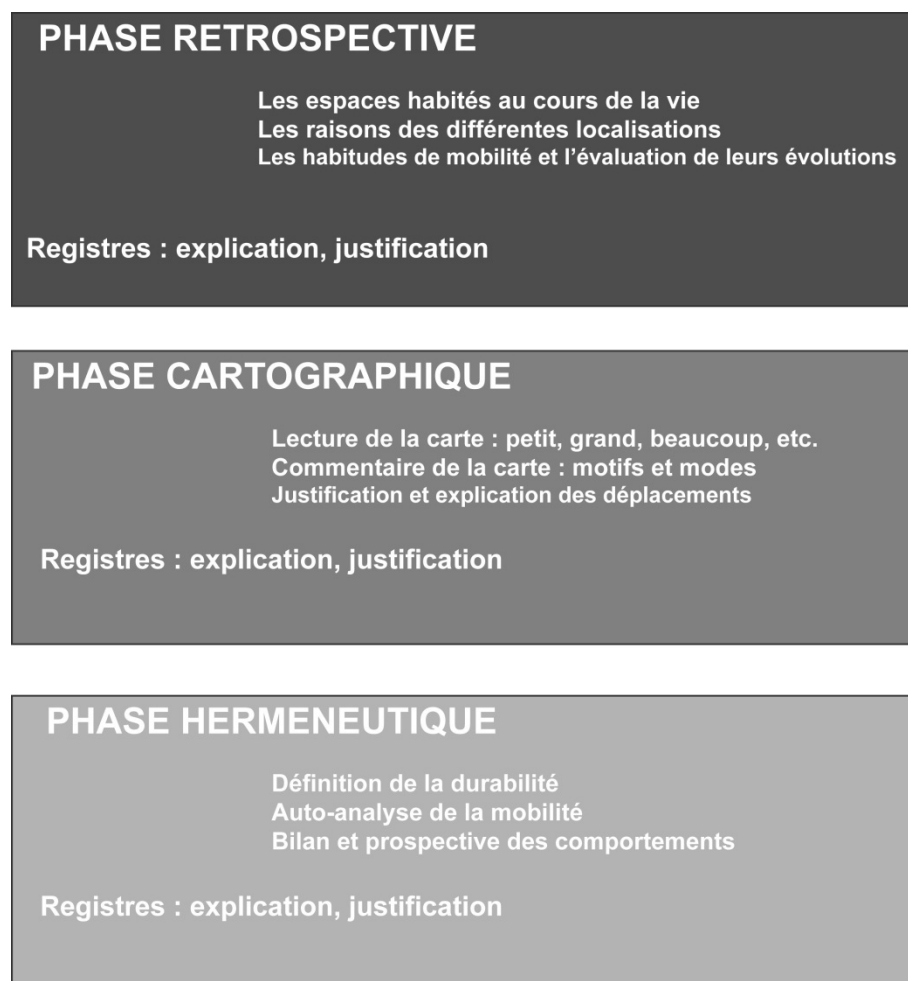 PHASE RETROSPECTIVE
Les espaces habités au cours de la vie
Les raisons des différentes localisations
Les habitudes de mobilité et l’évaluation de leurs évolutions
Registres : explication, justification
PHASE CARTOGRAPHIQUE
Lecture de la carte : petit, grand, beaucoup, etc.
Commentaire de la carte : motifs et modes
Justification et explication des déplacements
Registres : explication, justification
PHASE HERMENEUTIQUE
Définition de la durabilité
Auto-analyse de la mobilité
Bilan et prospective des comportements
Registres : explication, justification